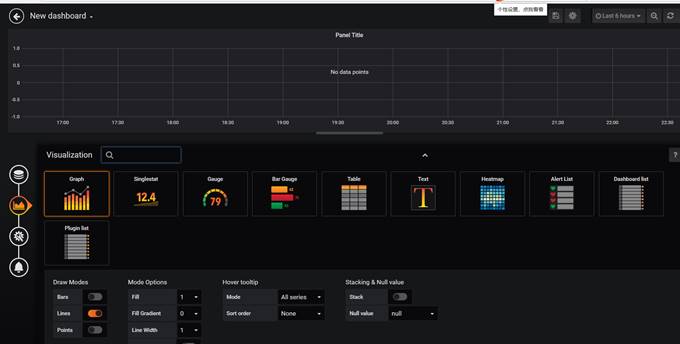 个性设置，点我看看
New dashboard
Last 6 hours
Panel Title
1.0
0.5
0
-0.5
-1.0
No data points
17:00 17:30 18:00 18:30 19:00 19:30 20:00 20:30 21:00 21:30 22:00 22:30
Visualization
?
Graph Singlestat Gauge Bar Gauge Table Text Heatmap Alert List Dashboard list
12.4
79
T
Plugin list
Draw Modes Mode Options Hover tooltip Stacking & Null value
Bars Fill 1 Mode All series Stack
Lines Fill Gradient 0 Sort order None Null value null
Points Line Width 1